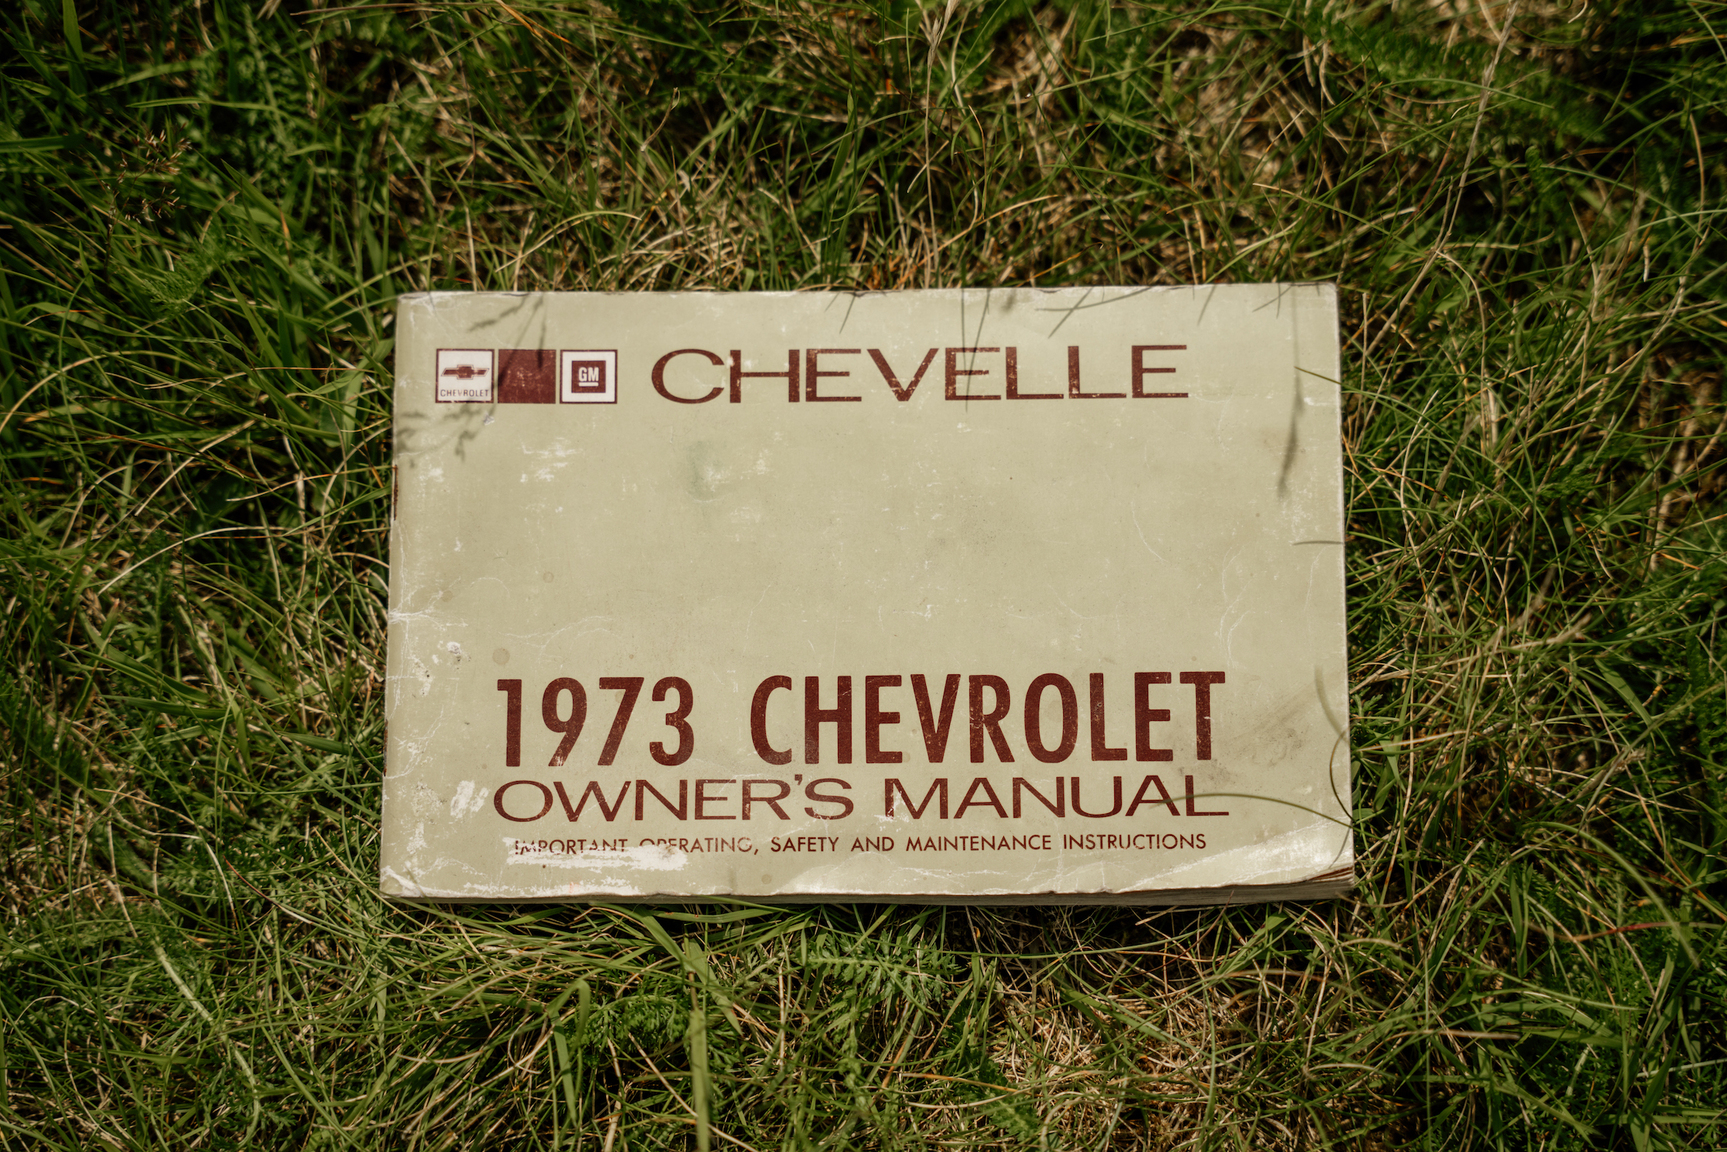 CHEVROLET
GM
CHEVELLE
1973 CHEVROLET
OWNER'S MANUAL
IMPORTANT OPERATING, SAFETY AND MAINTENANCE INSTRUCTIONS